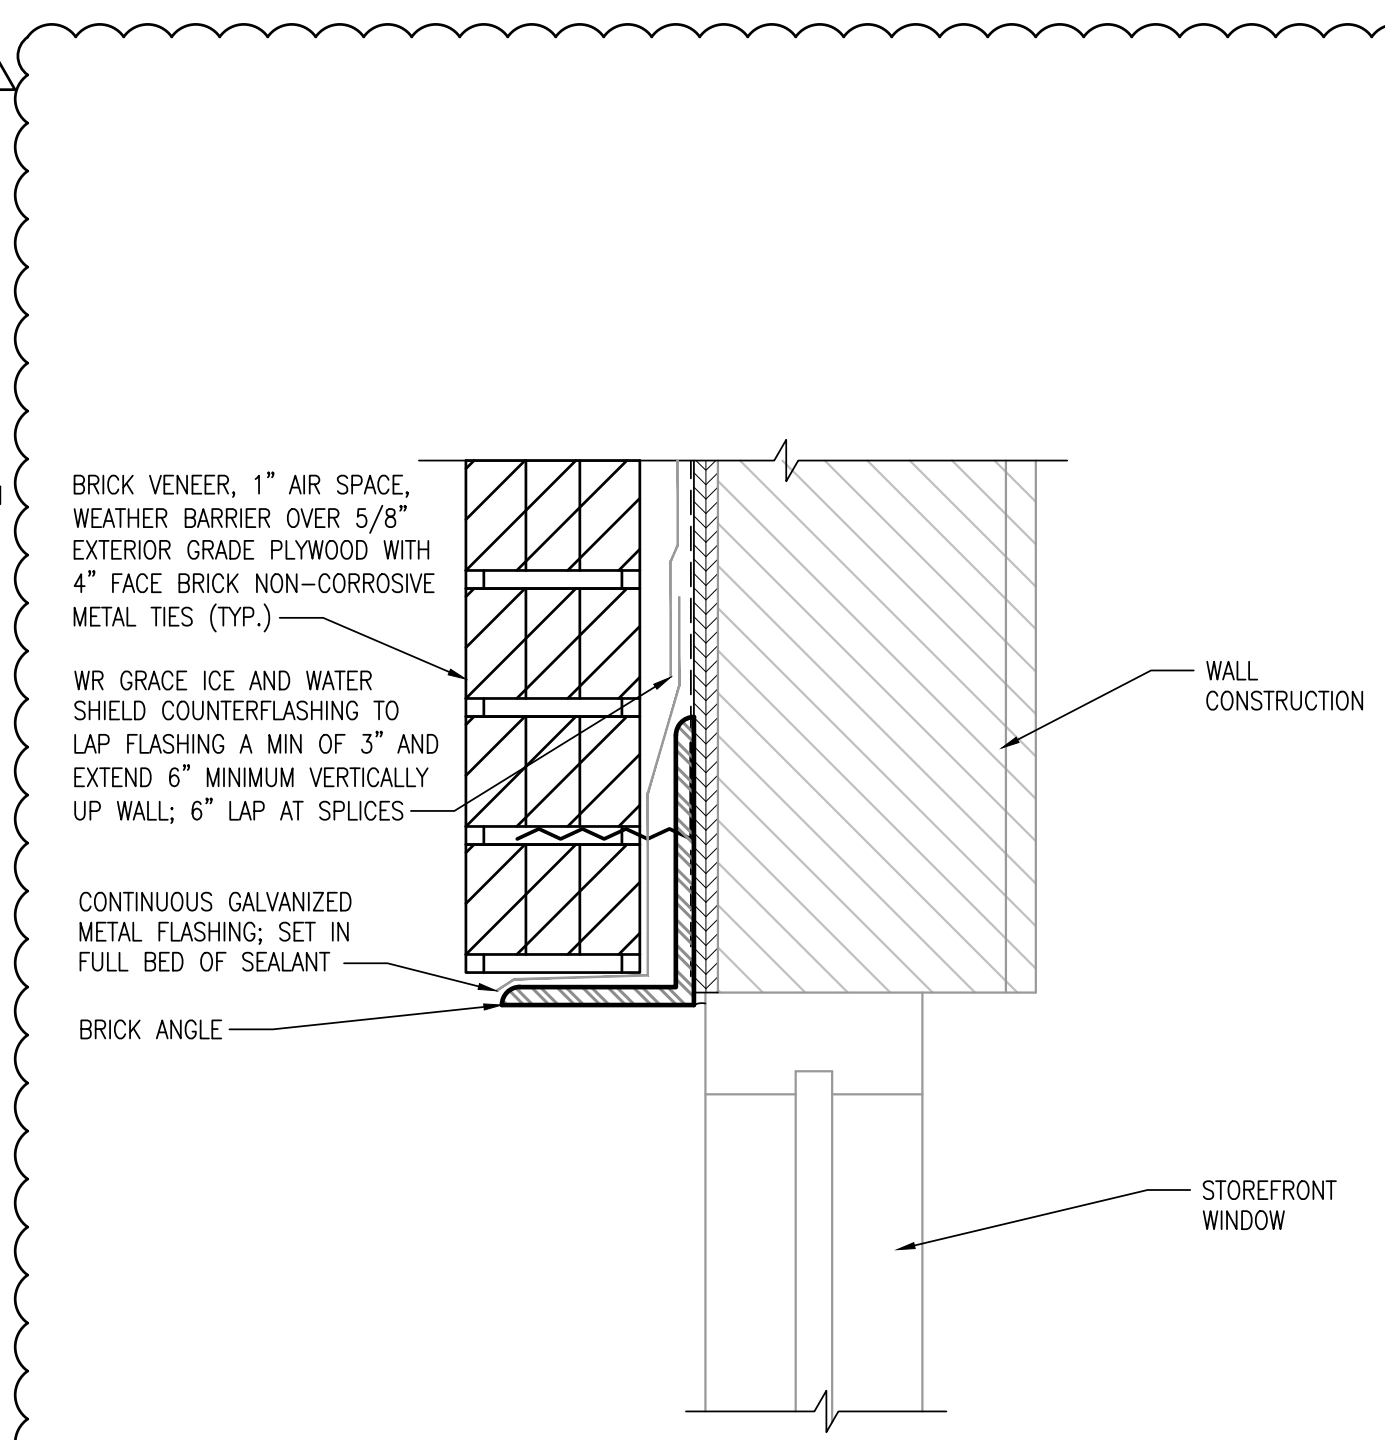 BRICK VENEER, 1" AIR SPACE,
WEATHER BARRIER OVER 5/8"
EXTERIOR GRADE PLYWOOD WITH
4" FACE BRICK NON-CORROSIVE
METAL TIES (TYP.)
WR GRACE ICE AND WATER
SHIELD COUNTERFLASHING TO
LAP FLASHING A MIN OF 3" AND
EXTEND 6" MINIMUM VERTICALLY
UP WALL; 6" LAP AT SPLICES
CONTINUOUS GALVANIZED
METAL FLASHING; SET IN
FULL BED OF SEALANT
BRICK ANGLE
WALL
CONSTRUCTION
STOREFRONT
WINDOW